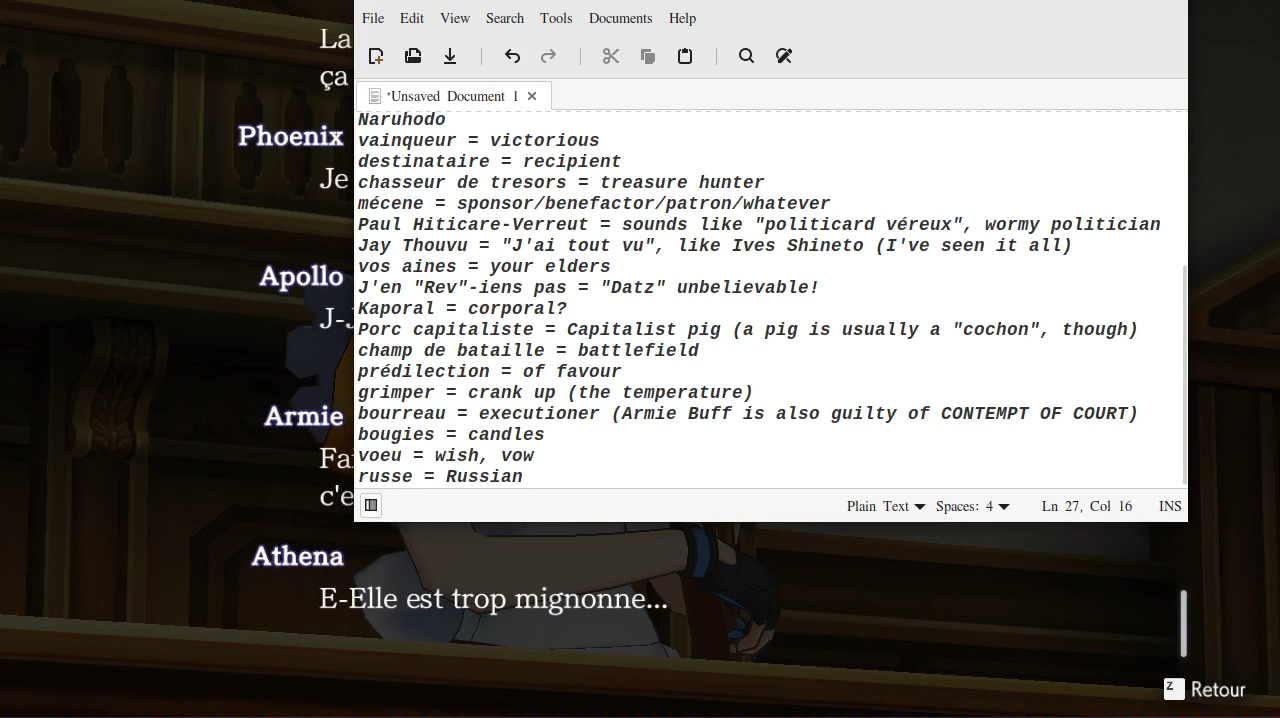 File Edit View Search Tools Documents Help
*Unsaved Document 1
Naruhodo
vainqueur = victorious
destinataire = recipient
chasseur de tresors = treasure hunter
mécene = sponsor/benefactor/patron/whatever
Paul Hiticare-Verreut = sounds like "politicard véreux", wormy politician
Jay Thouvu = "J'ai tout vu", like Ives Shineto (I've seen it all)
vos aines = your elders
J'en "Rev"-iens pas = "Datz" unbelievable!
Kaporal = corporal?
Porc capitaliste = Capitalist pig (a pig is usually a "cochon", though)
champ de bataille = battlefield
prédilection = of favour
grimper = crank up (the temperature)
bourreau = executioner (Armie Buff is also guilty of CONTEMPT OF COURT)
bougies = candles
voeu = wish, vow
russe = Russian
Plain Text Spaces: 4 Ln 27, Col 16 INS
La
ça
Phoenix
Je
Apollo
Armie
c'e
Athena
E-Elle est trop mignonne...
Z Retour